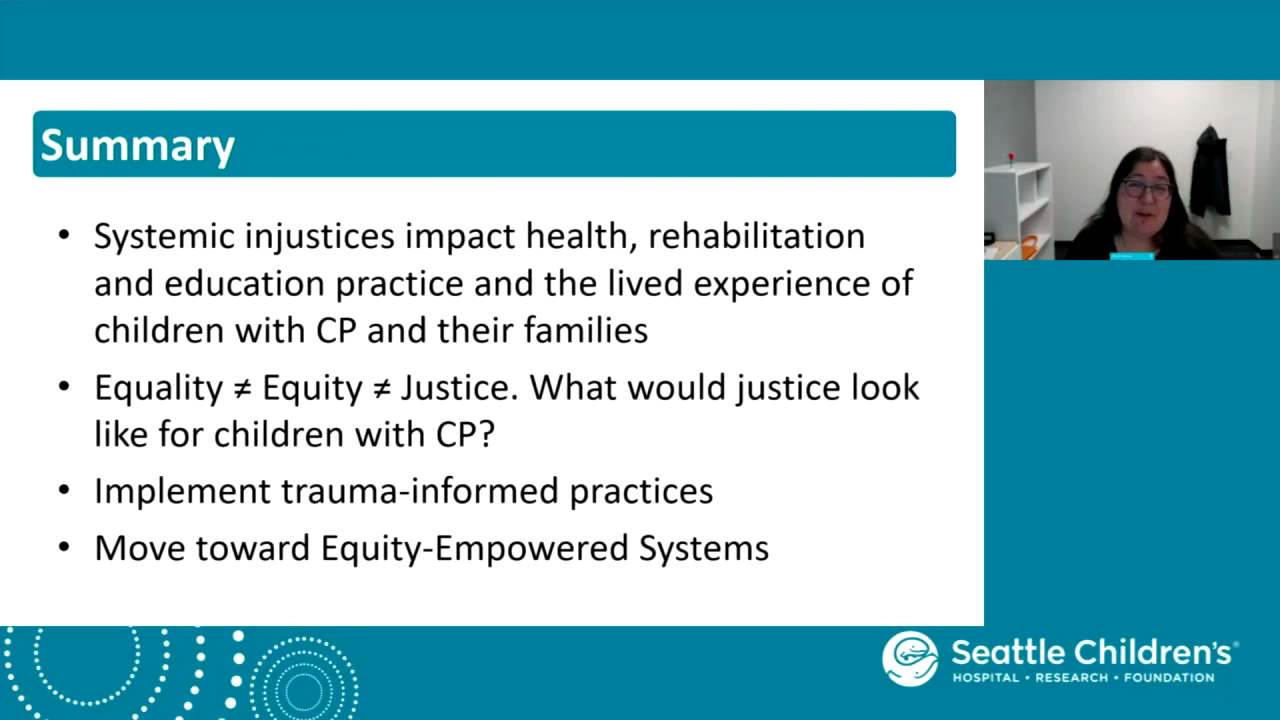 Summary
• Systemic injustices impact health, rehabilitation
and education practice and the lived experience of
children with CP and their families
• Equality ≠ Equity ≠ Justice. What would justice look
like for children with CP?
• Implement trauma-informed practices
• Move toward Equity-Empowered Systems
Seattle Children's®
HOSPITAL • RESEARCH • FOUNDATION